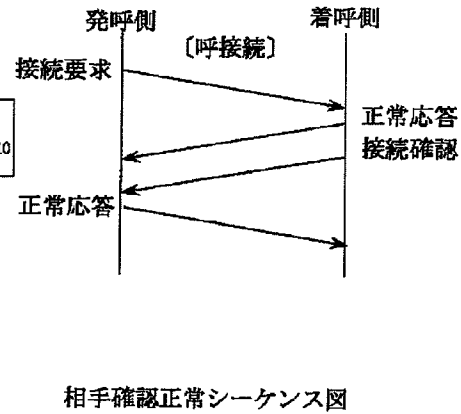 発呼側
着呼側
〔呼接続〕
接続要求
正常応答
接続確認
正常応答
相手確認正常シーケンス図